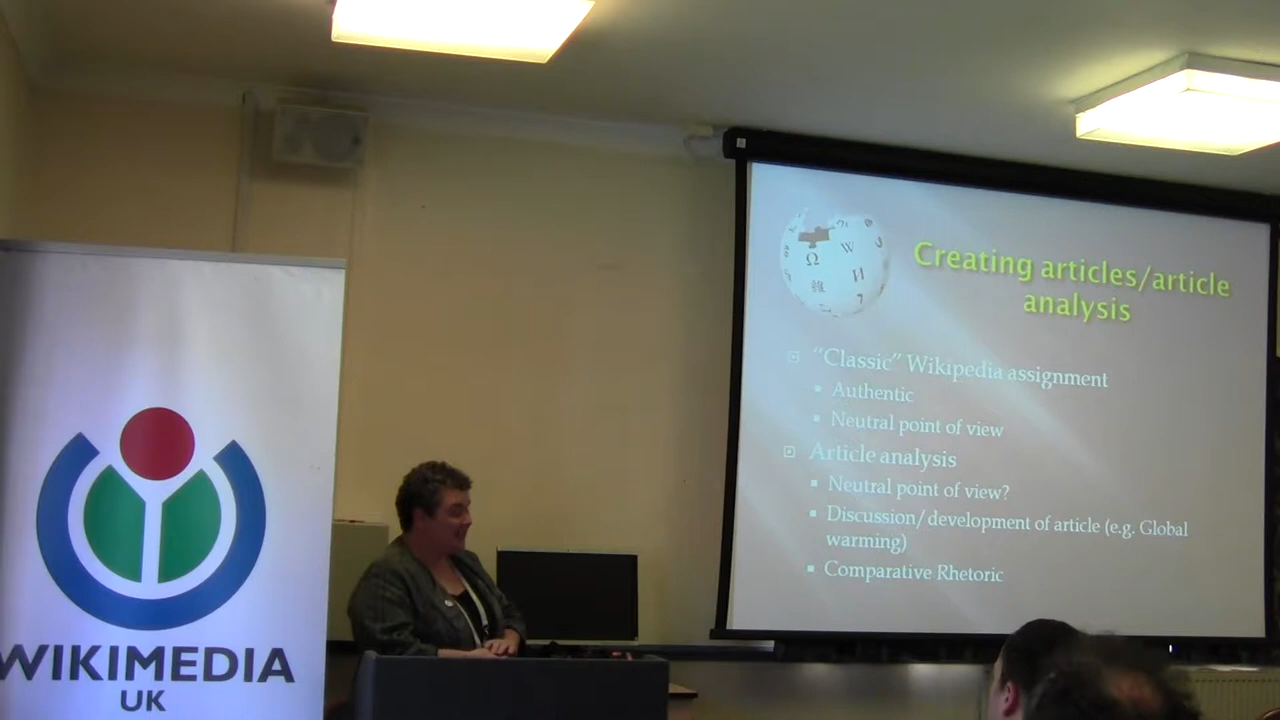 WIKIMEDIA
UK
Creating articles/article
analysis
"Classic" Wikipedia assignment
Authentic
Neutral point of view
Article analysis
Neutral point of view?
Discussion/development of article (e.g. Global
warming)
Comparative Rhetoric